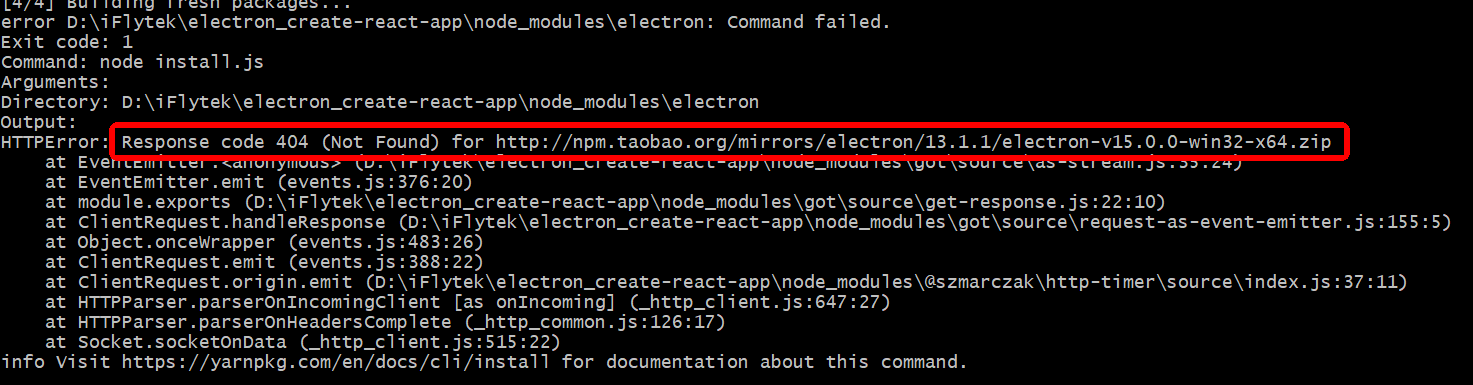 [4/4] Building fresh packages...
error D:\iFlytek\electron_create-react-app\node_modules\electron: Command failed.
Exit code: 1
Command: node install.js
Arguments:
Directory: D:\iFlytek\electron_create-react-app\node_modules\electron
Output:
HTTPError: Response code 404 (Not Found) for http://npm.taobao.org/mirrors/electron/13.1.1/electron-v15.0.0-win32-x64.zip
    at EventEmitter.<anonymous> (D:\iFlytek\electron_create-react-app\node_modules\got\source\as-stream.js:35:24)
    at EventEmitter.emit (events.js:376:20)
    at module.exports (D:\iFlytek\electron_create-react-app\node_modules\got\source\get-response.js:22:10)
    at ClientRequest.handleResponse (D:\iFlytek\electron_create-react-app\node_modules\got\source\request-as-event-emitter.js:155:5)
    at Object.onceWrapper (events.js:483:26)
    at ClientRequest.emit (events.js:388:22)
    at ClientRequest.origin.emit (D:\iFlytek\electron_create-react-app\node_modules\@szmarczak\http-timer\source\index.js:37:11)
    at HTTPParser.parserOnIncomingClient [as onIncoming] (_http_client.js:647:27)
    at HTTPParser.parserOnHeadersComplete (_http_common.js:126:17)
    at Socket.socketOnData (_http_client.js:515:22)
info Visit https://yarnpkg.com/en/docs/cli/install for documentation about this command.